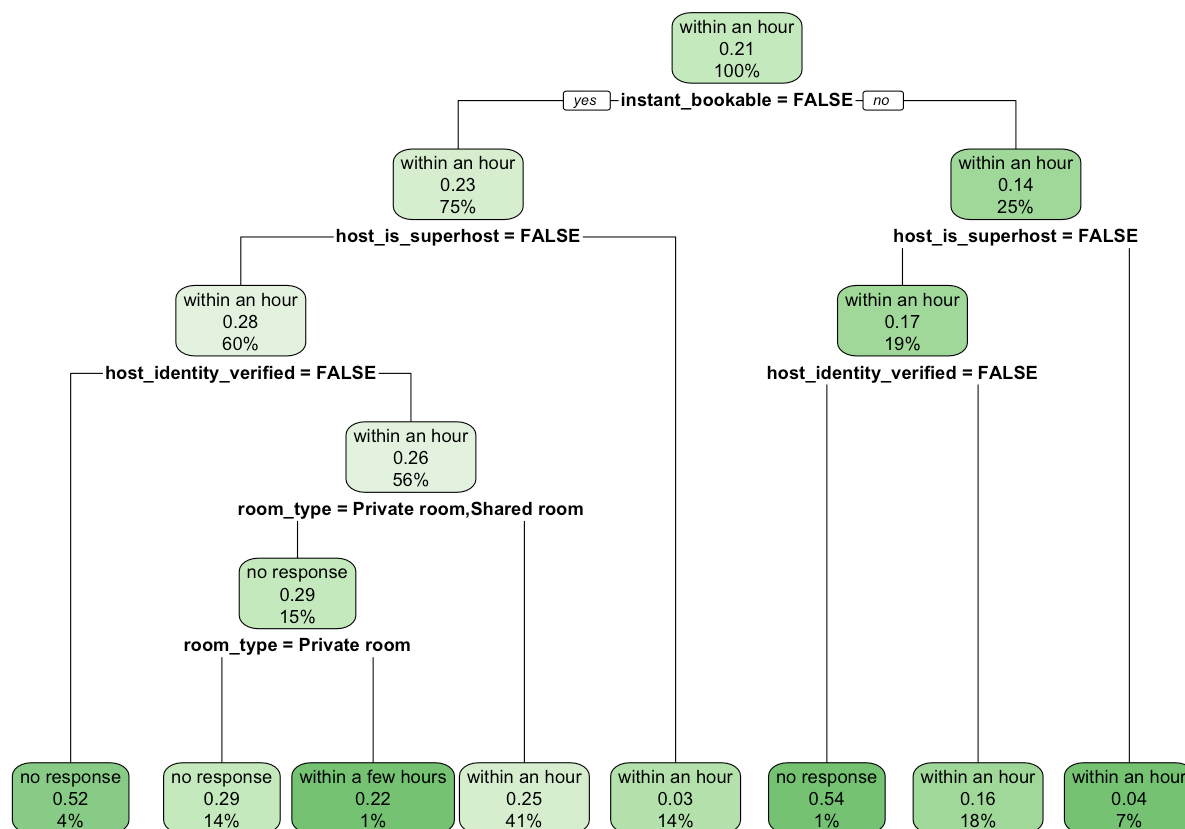 within an hour
0.21
100%
yes instant_bookable = FALSE no
within an hour
0.23
75%
within an hour
0.14
25%
host_is_superhost = FALSE
host_is_superhost = FALSE
within an hour
0.28
60%
within an hour
0.17
19%
host_identity_verified = FALSE
host_identity_verified = FALSE
within an hour
0.26
56%
room_type = Private room,Shared room
no response
0.29
15%
room_type = Private room
no response
0.52
4%
no response
0.29
14%
within a few hours
0.22
1%
within an hour
0.25
41%
within an hour
0.03
14%
no response
0.54
1%
within an hour
0.16
18%
within an hour
0.04
7%